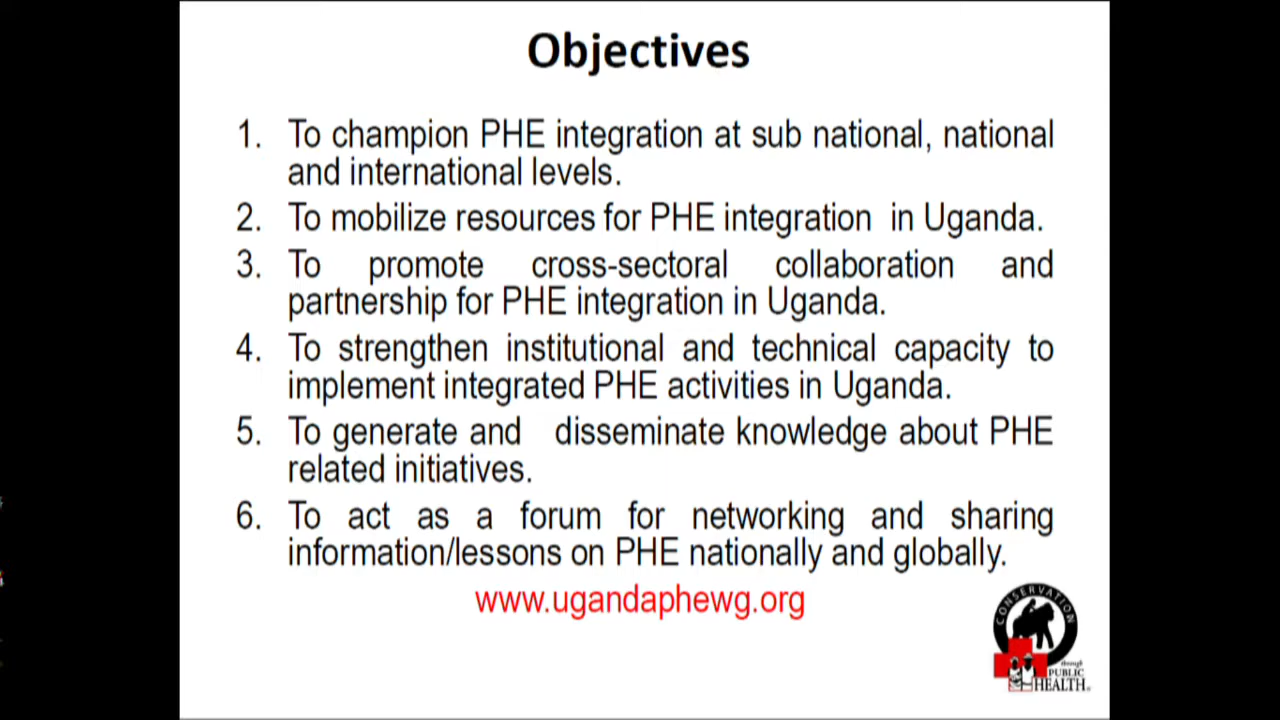 Objectives
1. To champion PHE integration at sub national, national
and international levels.
2. To mobilize resources for PHE integration in Uganda.
3. To promote cross-sectoral collaboration and
partnership for PHE integration in Uganda.
4. To strengthen institutional and technical capacity to
implement integrated PHE activities in Uganda.
5. To generate and disseminate knowledge about PHE
related initiatives.
6. To act as a forum for networking and sharing
information/lessons on PHE nationally and globally.
www.ugandaphewg.org
CONSERVATION
through
PUBLIC
HEALTH